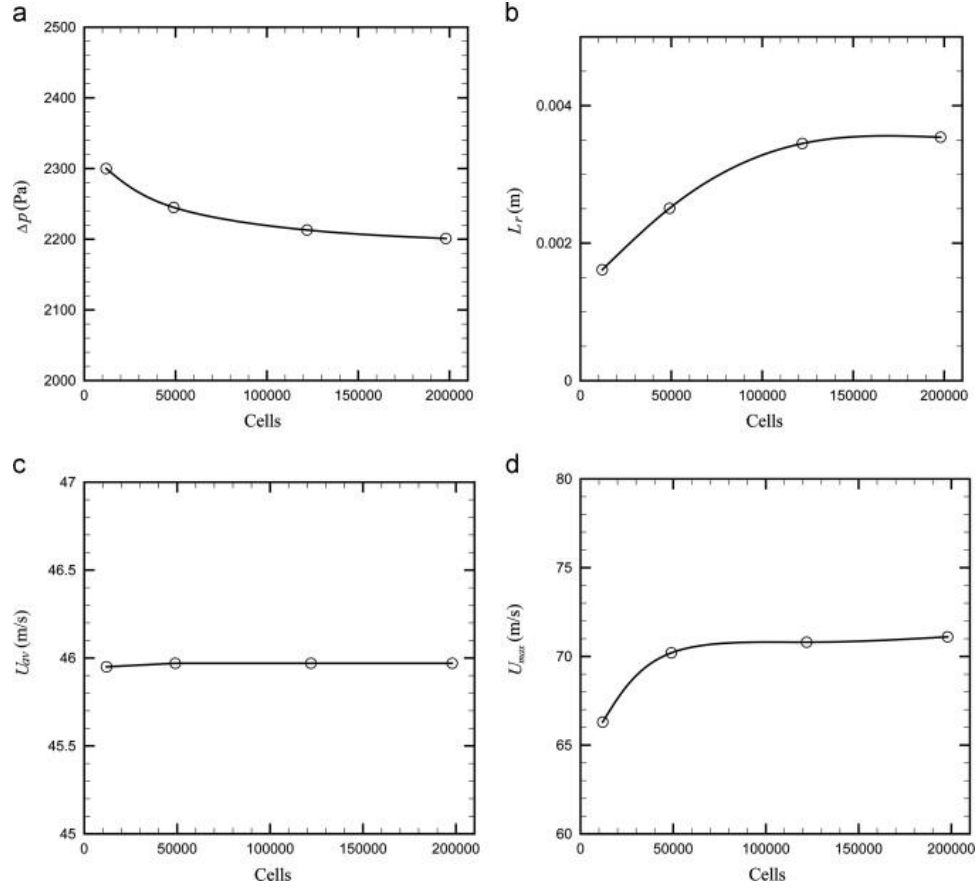 a
2500
2400
2300
2200
2100
2000
Δp (Pa)
0 50000 100000 150000 200000
Cells
b
0.004
0.002
0
L_r (m)
0 50000 100000 150000 200000
Cells
c
47
46.5
46
45.5
45
U_av (m/s)
0 50000 100000 150000 200000
Cells
d
80
75
70
65
60
U_max (m/s)
0 50000 100000 150000 200000
Cells